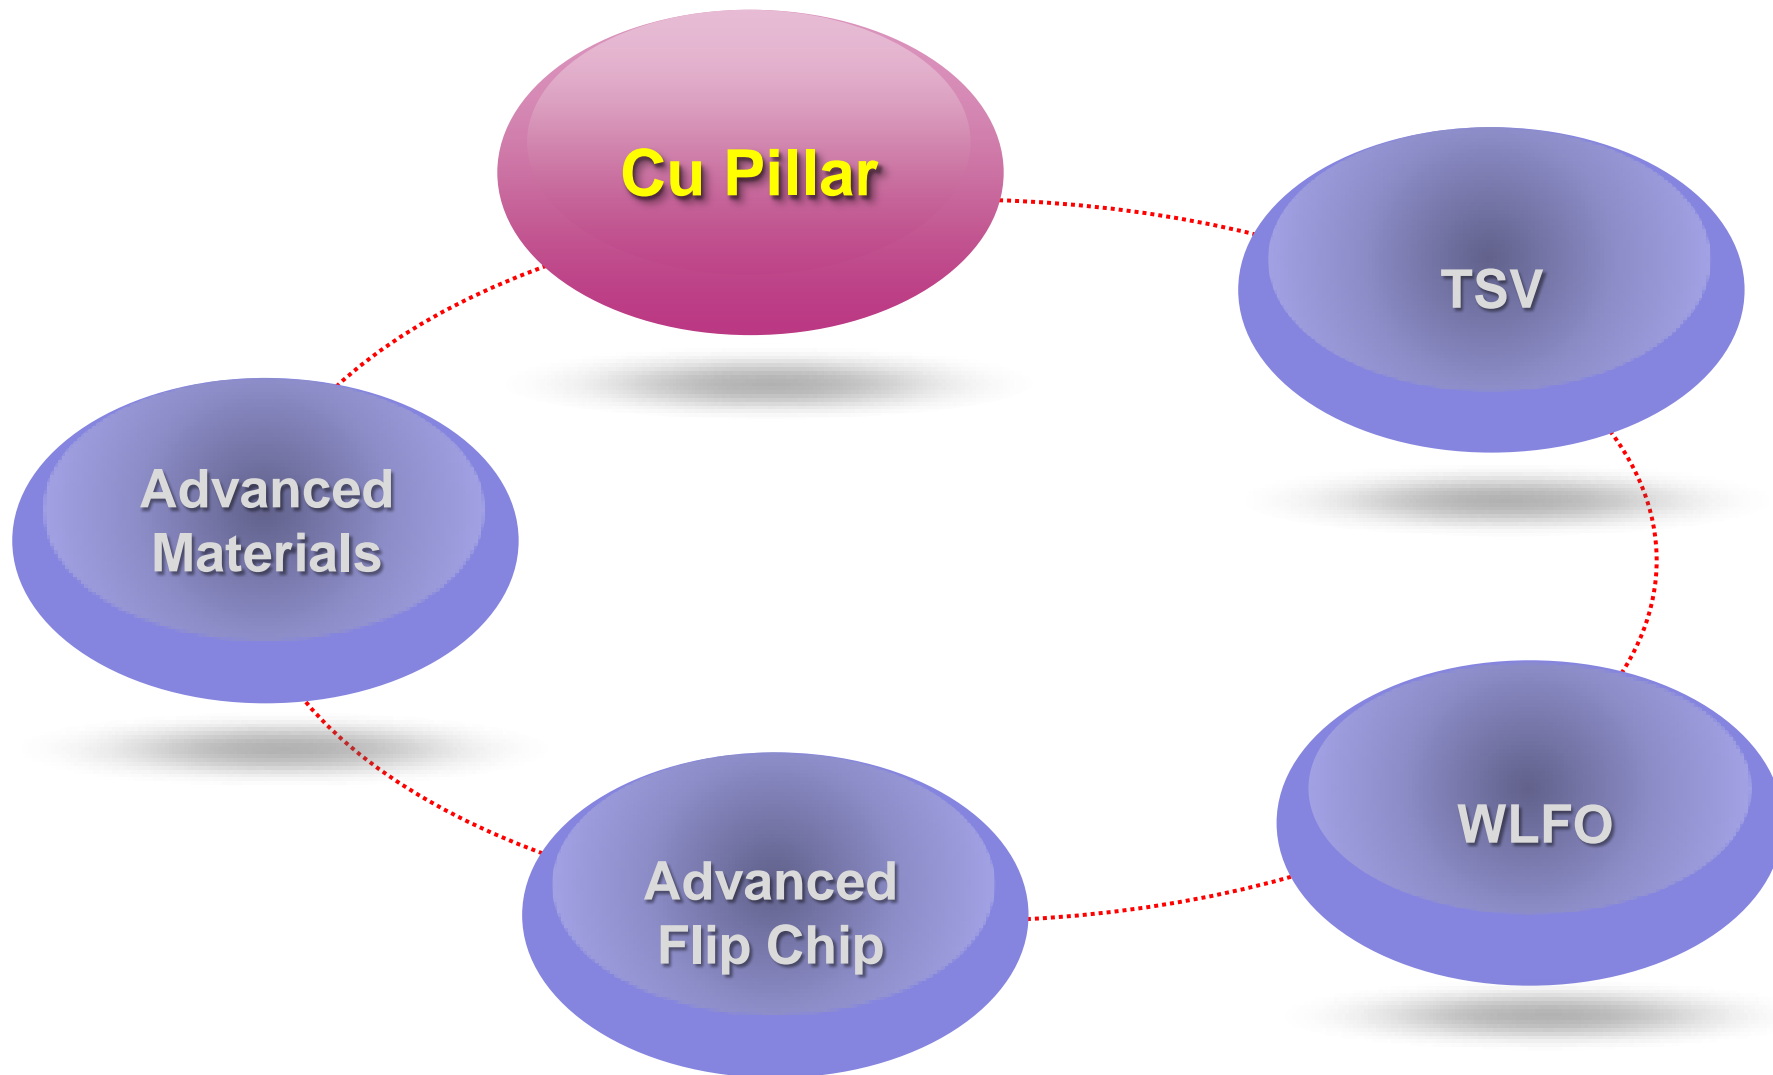 Cu Pillar
TSV
Advanced
Materials
WLFO
Advanced
Flip Chip